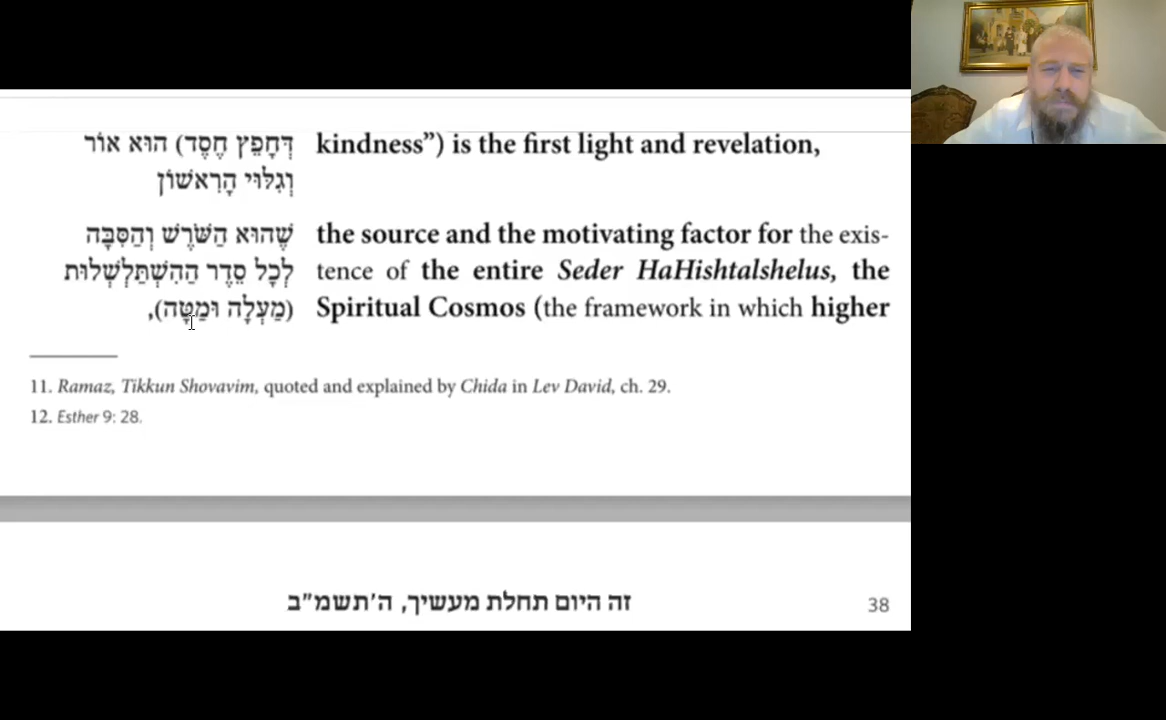 דְּחָפֵץ חֶסֶד) הוּא אוֹר
וְגִלּוּי הָרִאשׁוֹן
kindness”) is the first light and revelation,
שֶׁהוּא הַשֹּׁרֶשׁ וְהַסִּבָּה
לְכָל סֵדֶר הַהִשְׁתַּלְשְׁלוּת
(מַעְלָה וּמַטָּה),
the source and the motivating factor for the exis-
tence of the entire Seder HaHishtalshelus, the
Spiritual Cosmos (the framework in which higher
11. Ramaz, Tikkun Shovavim, quoted and explained by Chida in Lev David, ch. 29.
12. Esther 9: 28.
זה היום תחלת מעשיך, ה'תשמ"ב
38